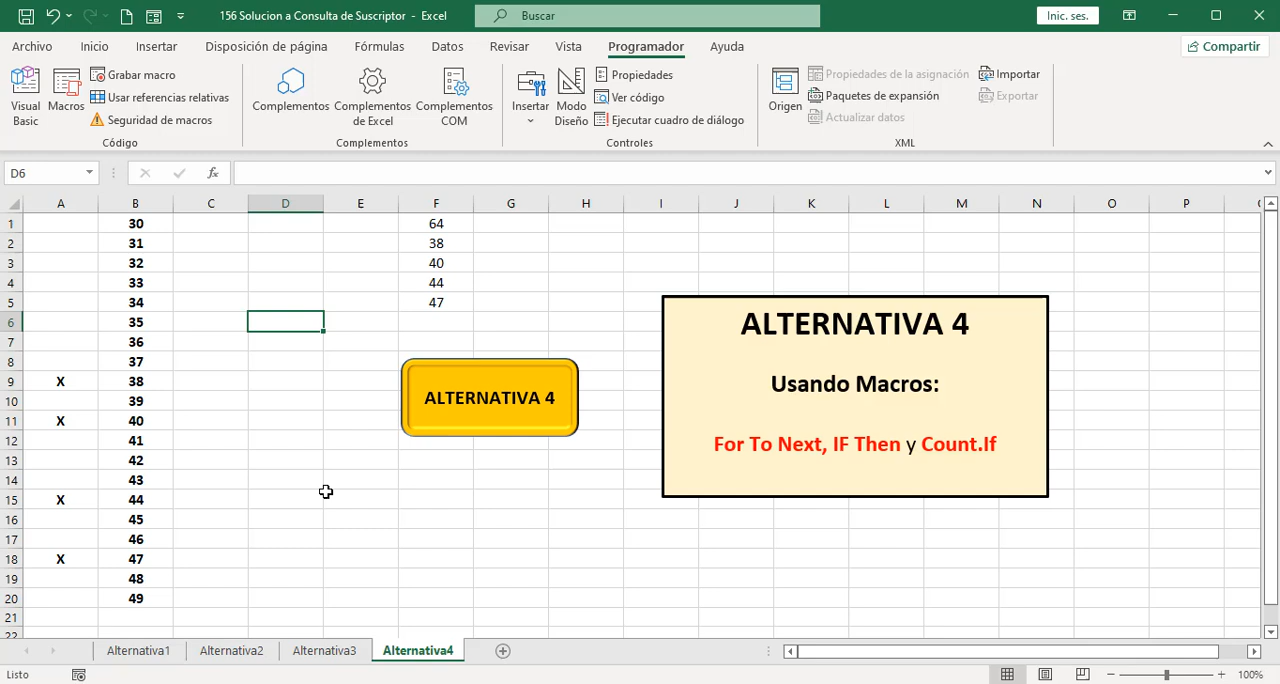 156 Solucion a Consulta de Suscriptor - Excel
Buscar
Inic. ses.
Archivo Inicio Insertar Disposición de página Fórmulas Datos Revisar Vista Programador Ayuda
Compartir
Visual Basic
Macros
Grabar macro
Usar referencias relativas
Seguridad de macros
Código
Complementos
Complementos de Excel
Complementos COM
Complementos
Insertar
Modo Diseño
Propiedades
Ver código
Ejecutar cuadro de diálogo
Controles
Origen
Propiedades de la asignación
Paquetes de expansión
Actualizar datos
Importar
Exportar
XML
D6
fx
A B C D E F G H I J K L M N O P
1 30 64
2 31 38
3 32 40
4 33 44
5 34 47
6 35
7 36
8 37
9 X 38
10 39
11 X 40
12 41
13 42
14 43
15 X 44
16 45
17 46
18 X 47
19 48
20 49
21
22
ALTERNATIVA 4
ALTERNATIVA 4
Usando Macros:
For To Next, IF Then y Count.If
Alternativa1 Alternativa2 Alternativa3 Alternativa4
Listo
100%